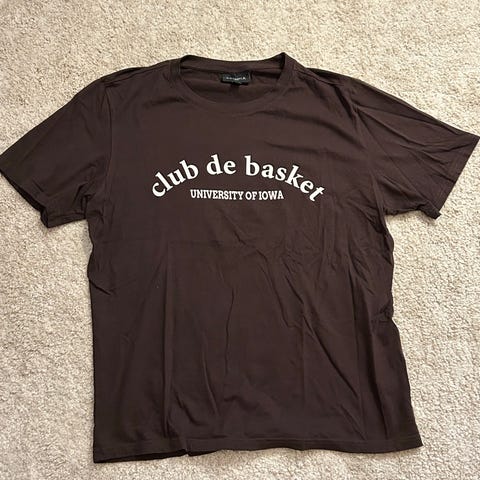 club de basket
UNIVERSITY OF IOWA